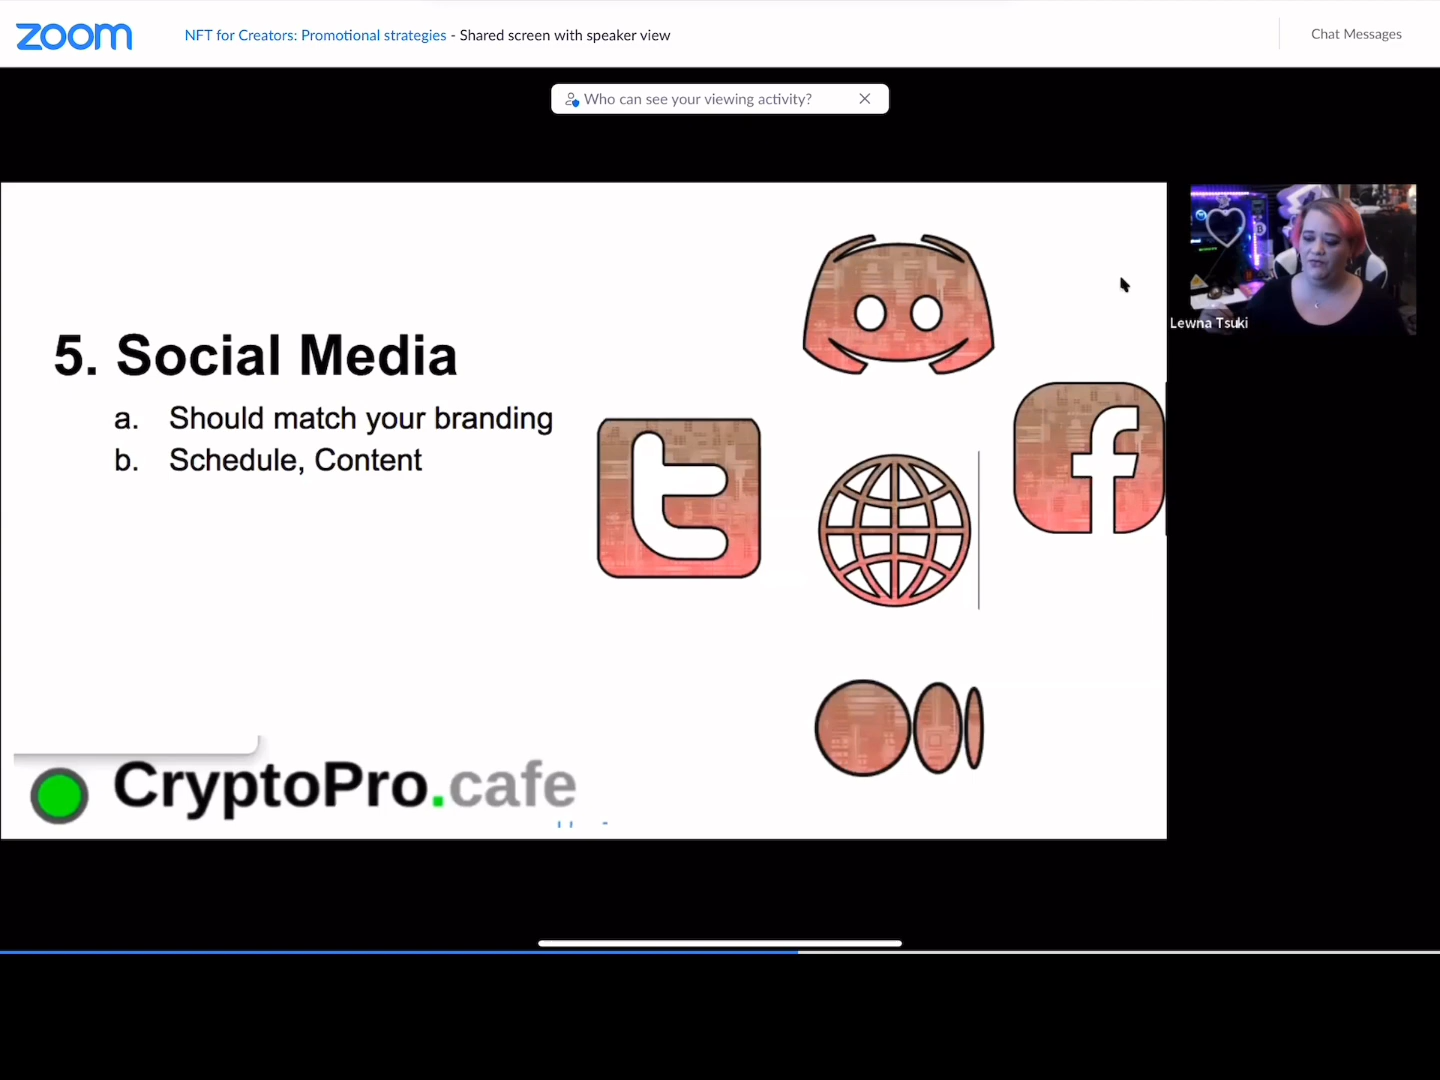 zoom
NFT for Creators: Promotional strategies - Shared screen with speaker view
Chat Messages
Who can see your viewing activity?
5. Social Media
a. Should match your branding
b. Schedule, Content
Lewna Tsuki
CryptoPro.cafe